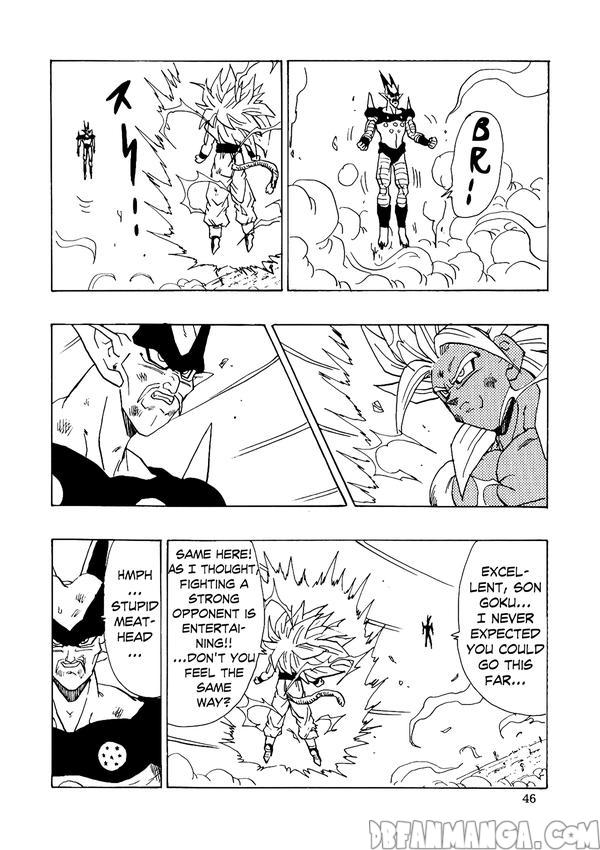 BRI...
スゥ...
EXCEL-
LENT, SON
GOKU...
I NEVER
EXPECTED
YOU COULD
GO THIS
FAR...
SAME HERE!
AS I THOUGHT,
FIGHTING A
STRONG
OPPONENT IS
ENTERTAI-
NING!!
...DON'T YOU
FEEL THE
SAME
WAY?
HMPH
...
STUPID
MEAT-
HEAD
...
46
DBFANMANGA.COM